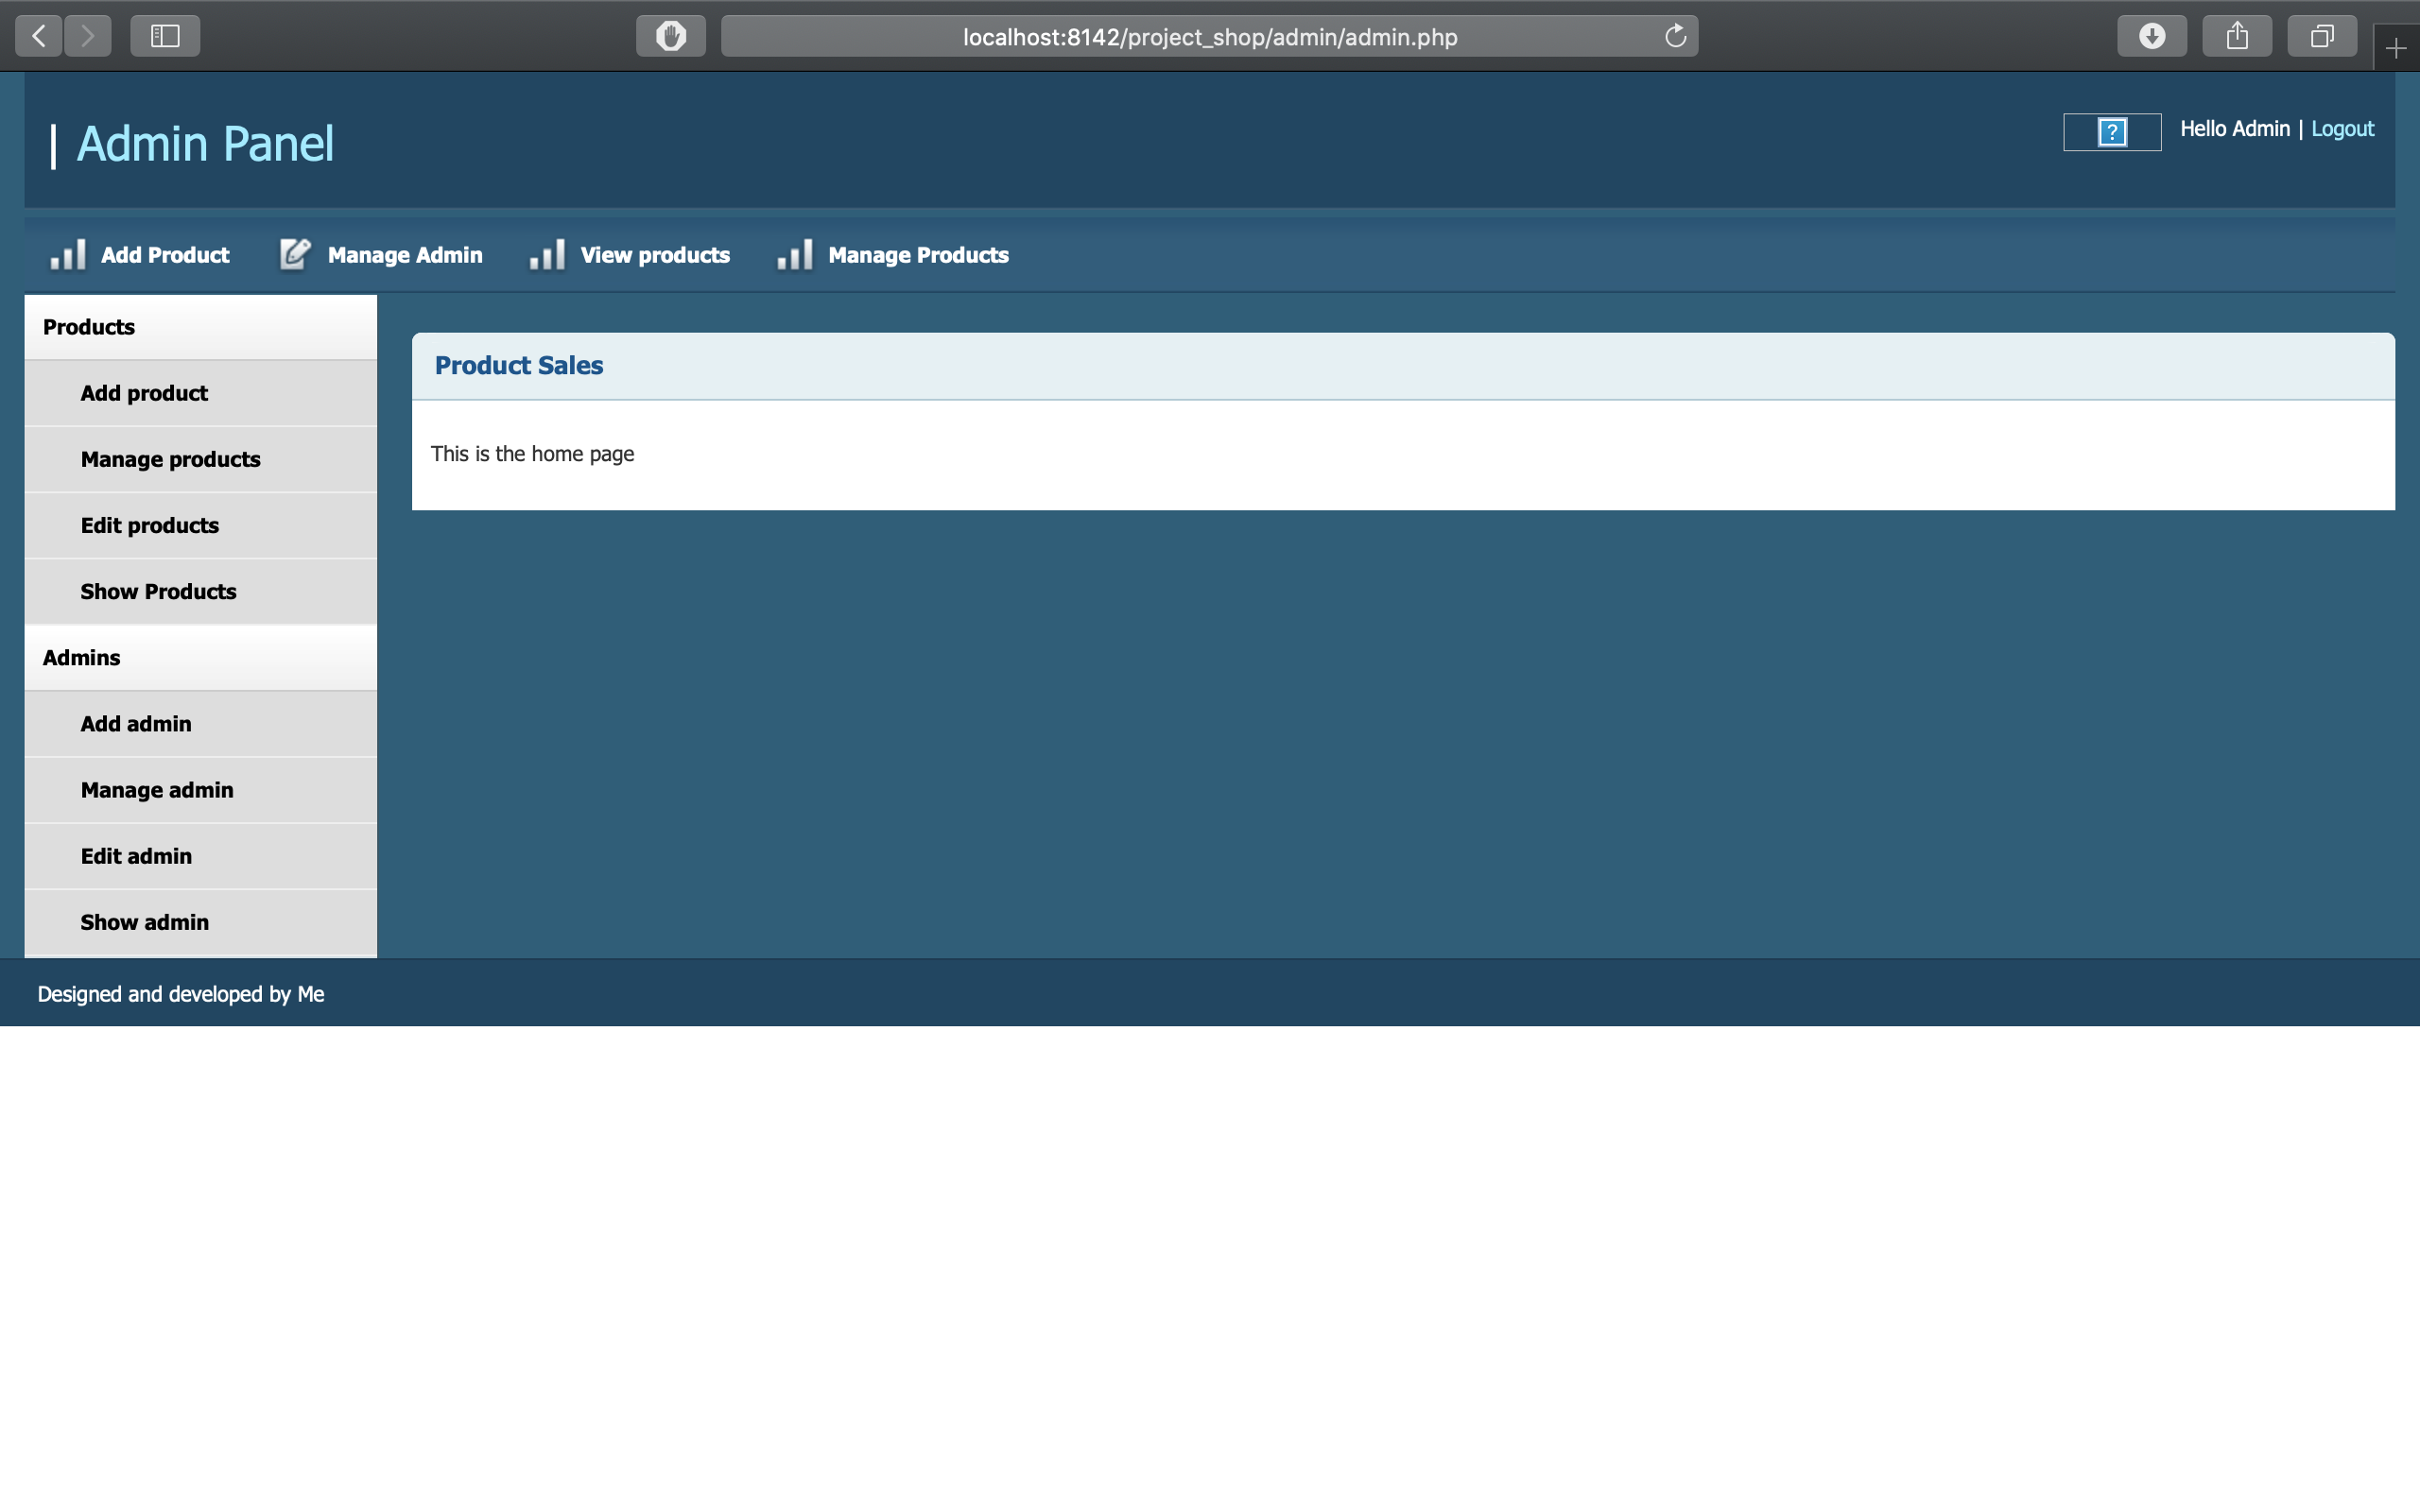 localhost:8142/project_shop/admin/admin.php
| Admin Panel
Hello Admin | Logout
Add Product Manage Admin View products Manage Products
Products
Add product
Manage products
Edit products
Show Products
Admins
Add admin
Manage admin
Edit admin
Show admin
Product Sales
This is the home page
Designed and developed by Me